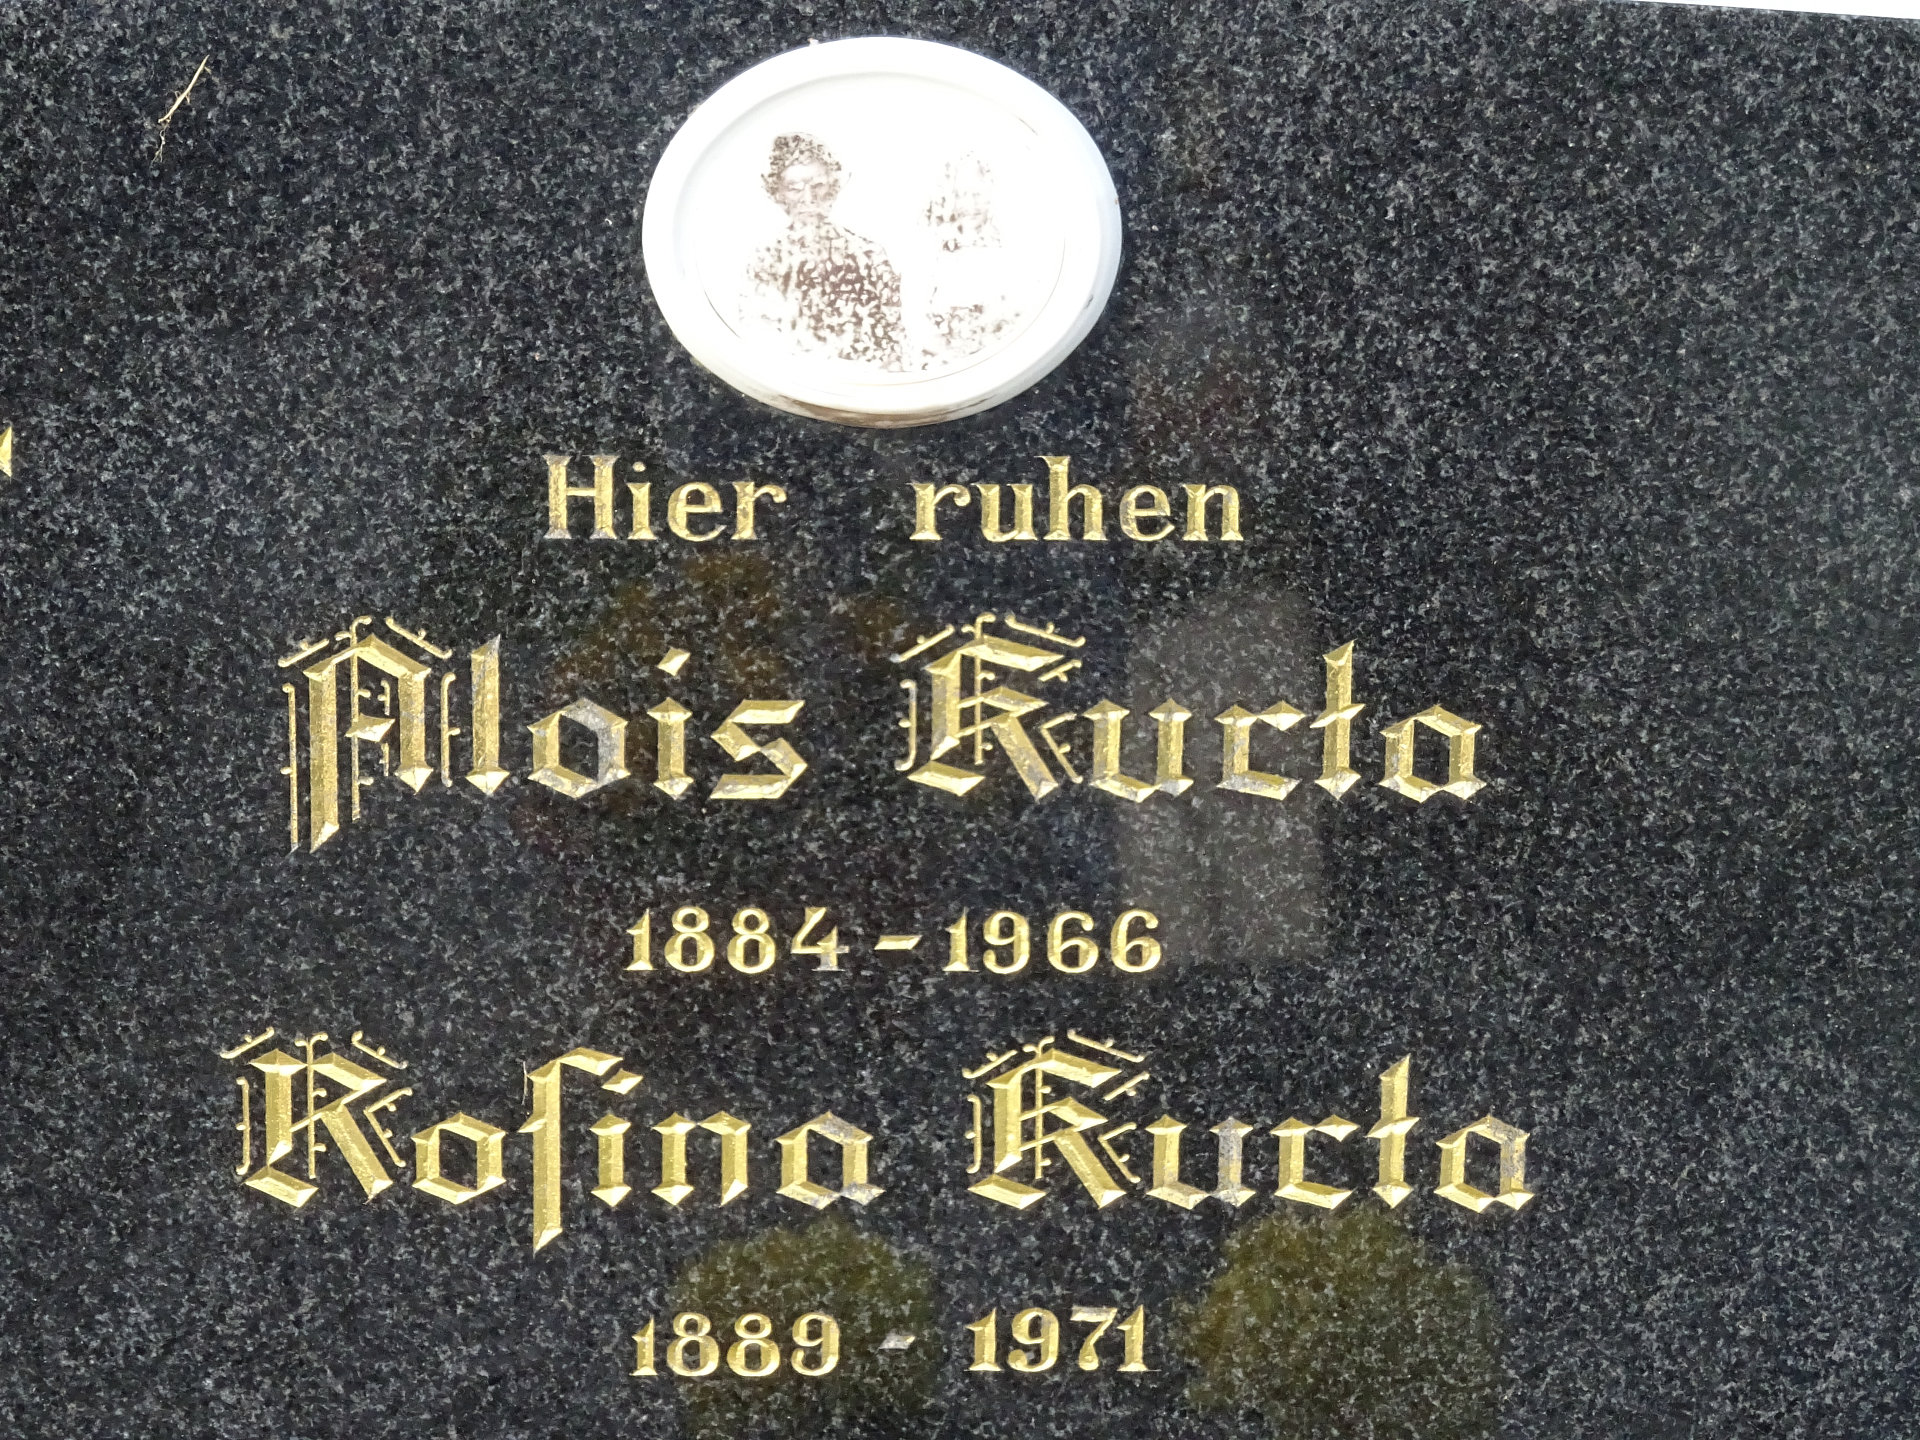 Hier ruhen
Alois Kucta
1884 - 1966
Roſina Kucta
1889 - 1971